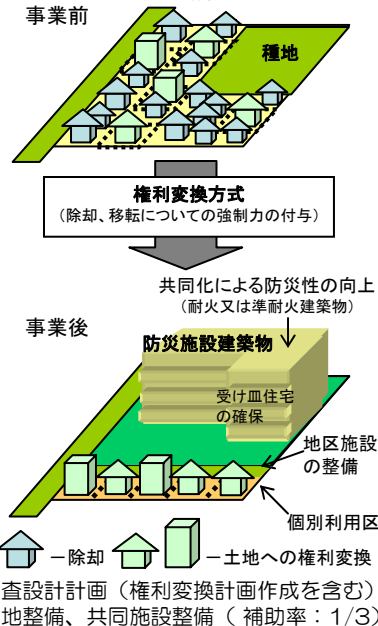 事業前
種地
権利変換方式
（除却、移転についての強制力の付与）
共同化による防災性の向上
（耐火又は準耐火建築物）
事業後
防災施設建築物
受け皿住宅
の確保
地区施設
の整備
個別利用区
－除却
－土地への権利変換
査設計計画（権利変換計画作成を含む）
地整備、共同施設整備（ 補助率：1/3）